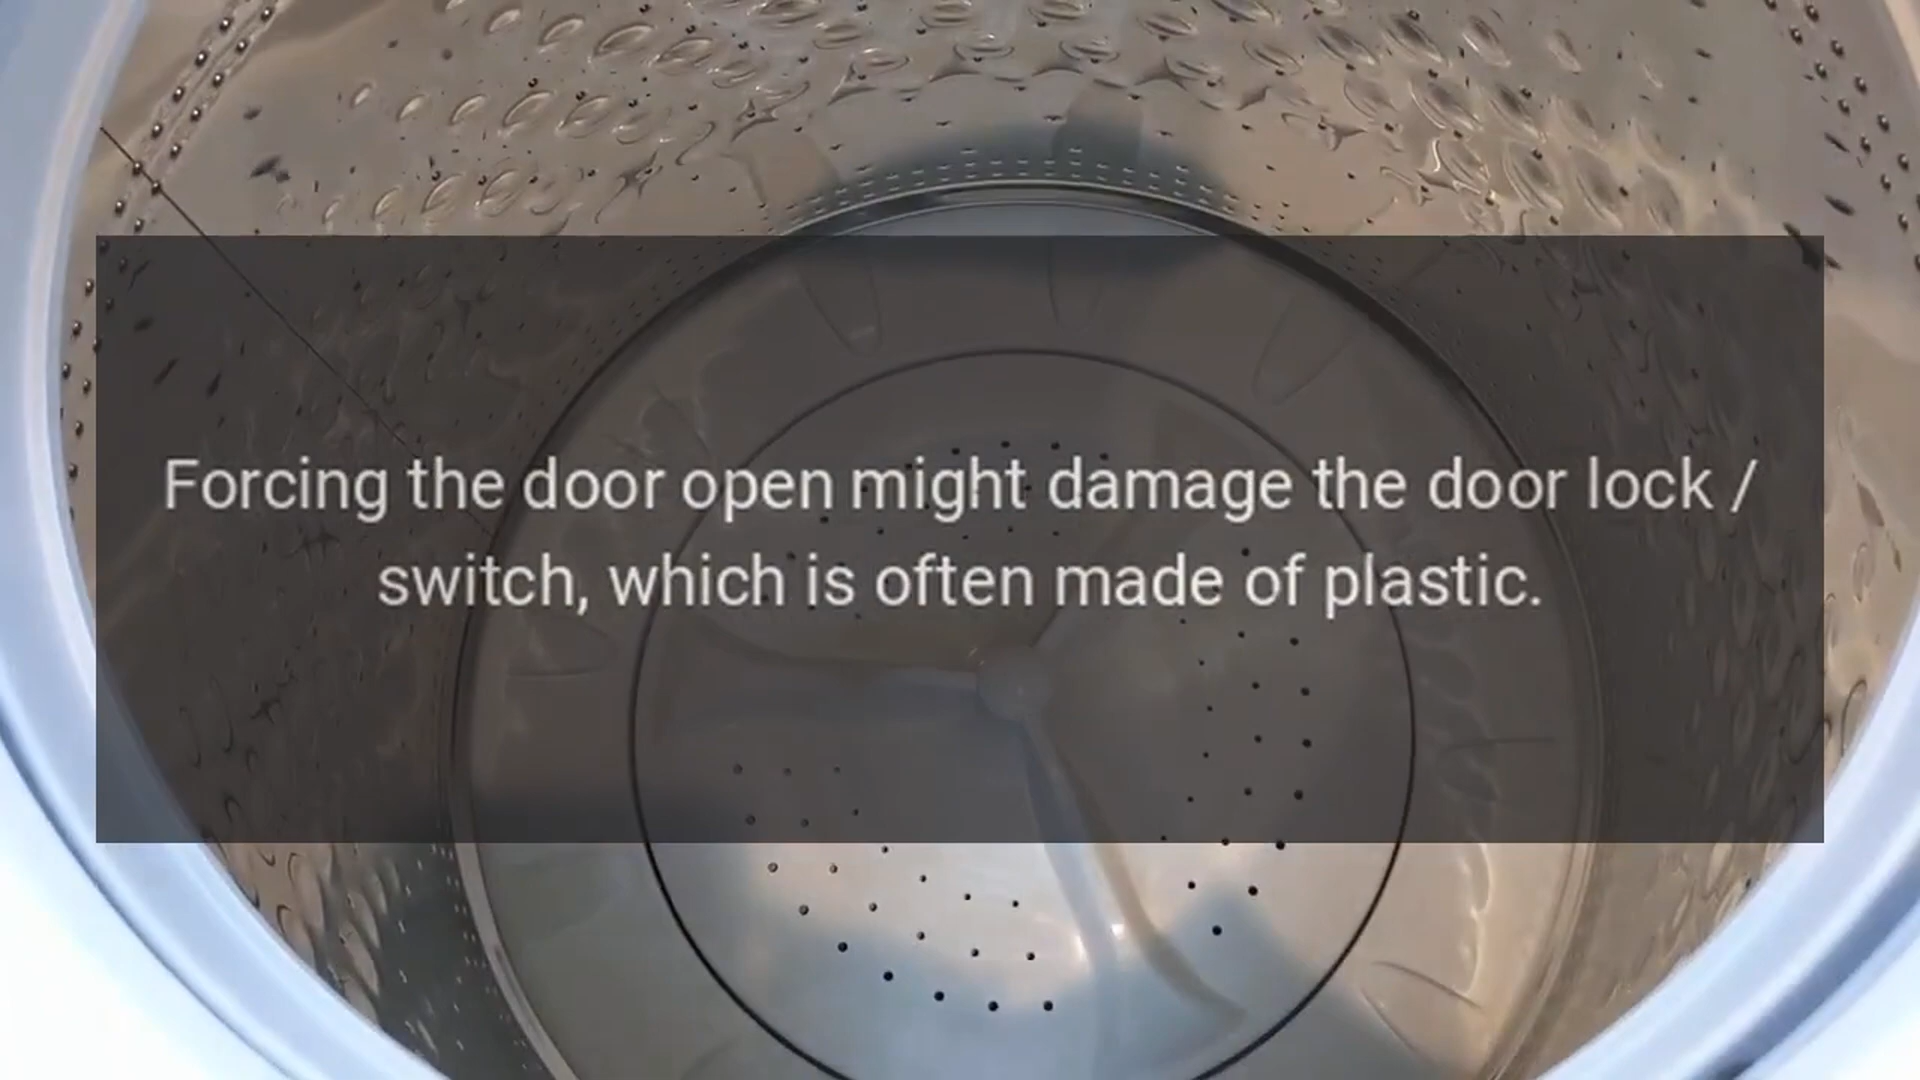 Forcing the door open might damage the door lock /
switch, which is often made of plastic.